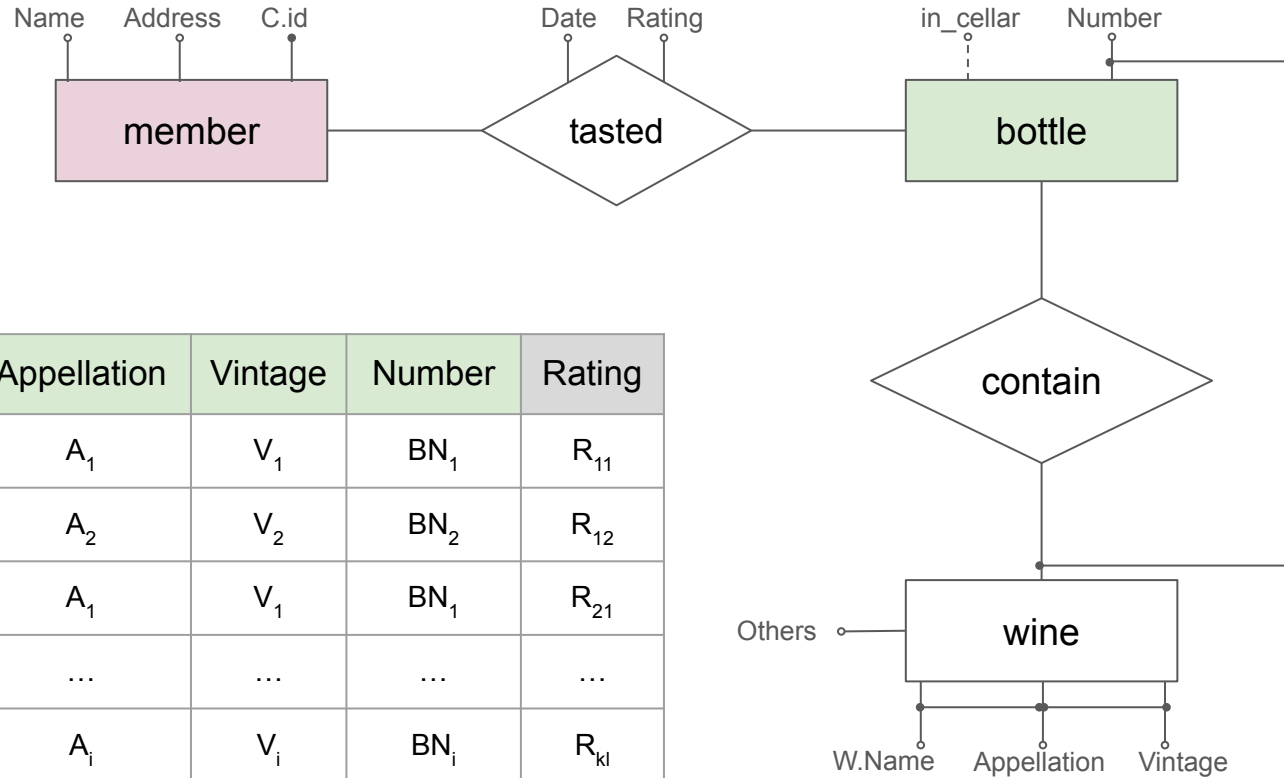 Name Address C.id Date Rating in_cellar Number
member tasted bottle
contain
Appellation Vintage Number Rating
A1 V1 BN1 R11
A2 V2 BN2 R12
A1 V1 BN1 R21
… … … …
Ai Vi BNi Rkl
Others wine
W.Name Appellation Vintage